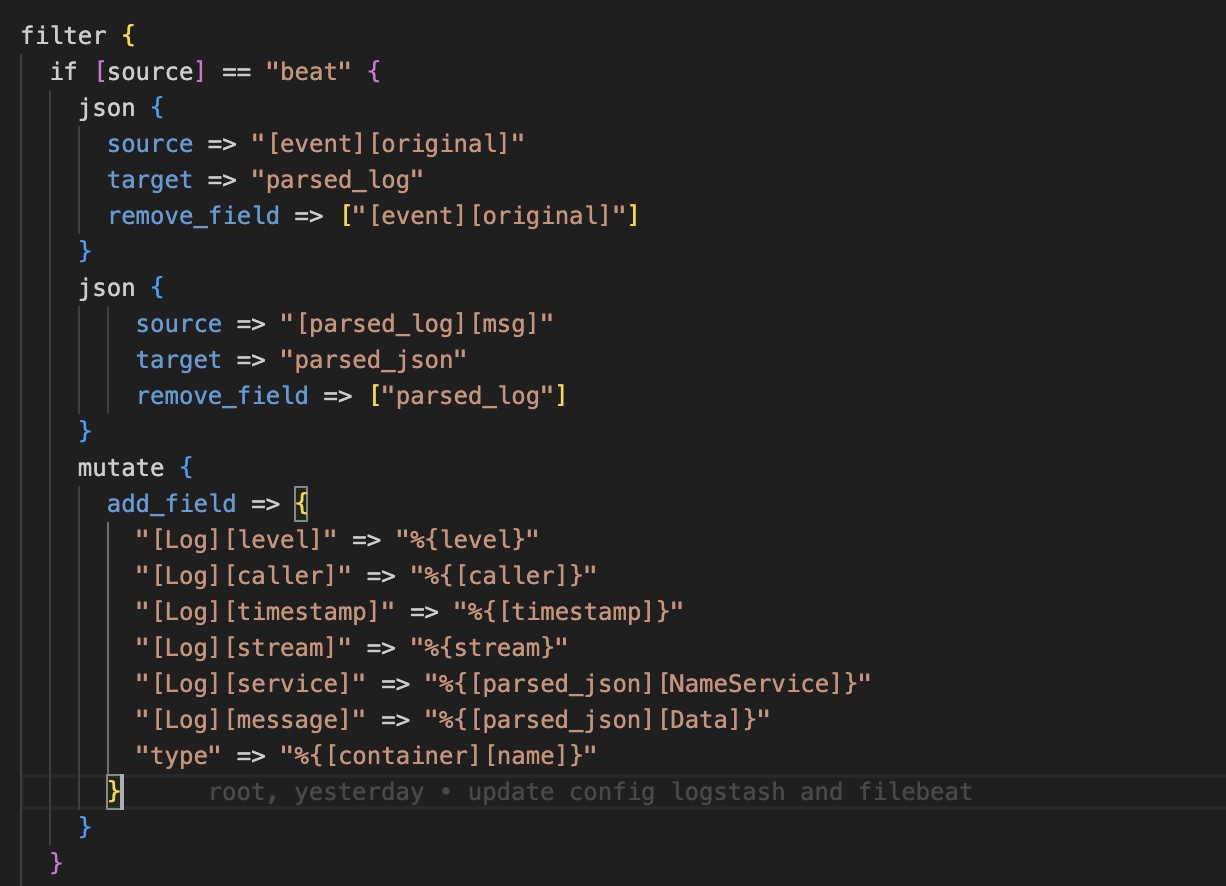 filter {
if [source] == "beat" {
json {
source => "[event][original]"
target => "parsed_log"
remove_field => ["[event][original]"]
}
json {
source => "[parsed_log][msg]"
target => "parsed_json"
remove_field => ["parsed_log"]
}
mutate {
add_field => {
"[Log][level]" => "%{level}"
"[Log][caller]" => "%{[caller]}"
"[Log][timestamp]" => "%{[timestamp]}"
"[Log][stream]" => "%{stream}"
"[Log][service]" => "%{[parsed_json][NameService]}"
"[Log][message]" => "%{[parsed_json][Data]}"
"type" => "%{[container][name]}"
} root, yesterday • update config logstash and filebeat
}
}